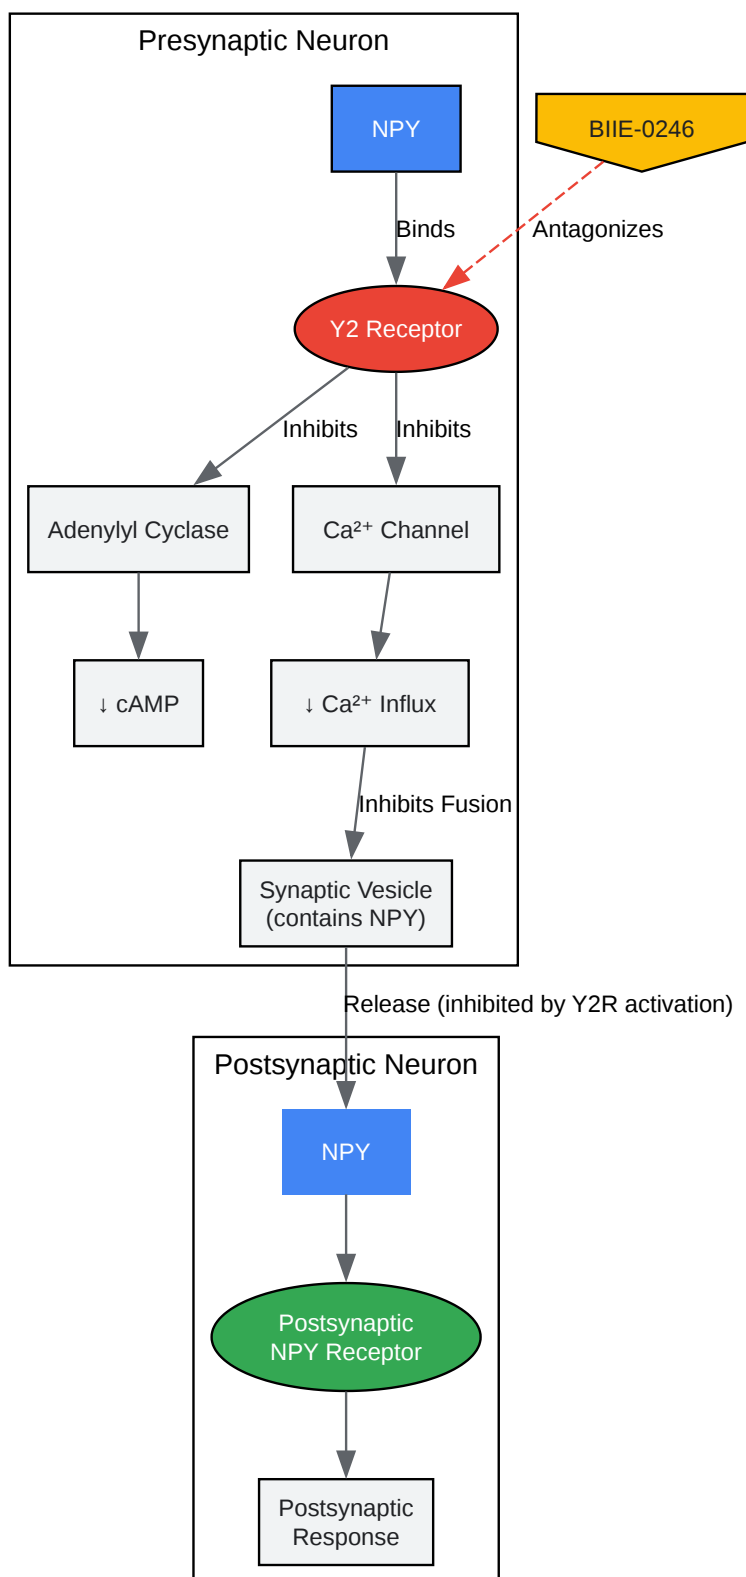 Presynaptic Neuron
NPY
BIIE-0246
Binds
Antagonizes
Y2 Receptor
Inhibits
Inhibits
Adenylyl Cyclase
Ca²⁺ Channel
↓ cAMP
↓ Ca²⁺ Influx
Inhibits Fusion
Synaptic Vesicle
(contains NPY)
Release (inhibited by Y2R activation)
Postsynaptic Neuron
NPY
Postsynaptic
NPY Receptor
Postsynaptic
Response